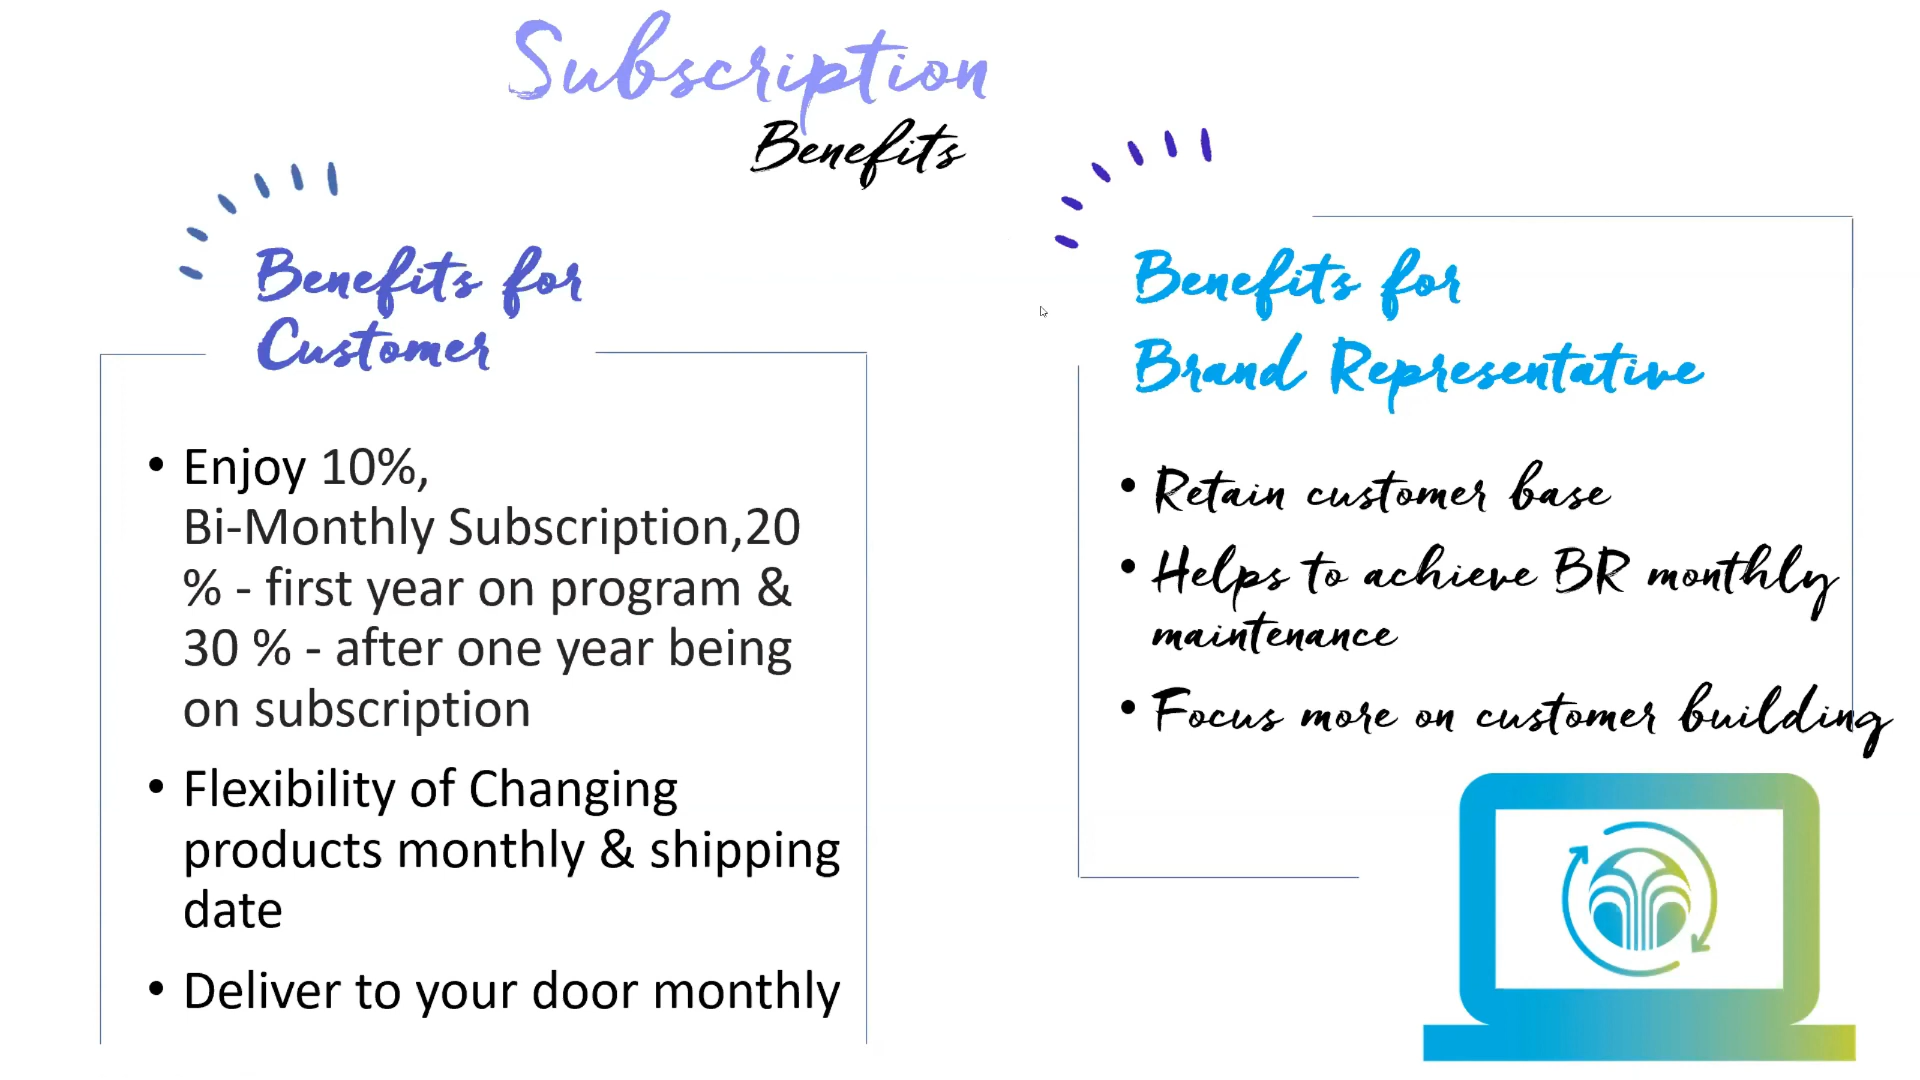 Subscription
Benefits
Benefits for
Customer
• Enjoy 10%,
Bi-Monthly Subscription,20
% - first year on program &
30 % - after one year being
on subscription
• Flexibility of Changing
products monthly & shipping
date
• Deliver to your door monthly
Benefits for
Brand Representative
• Retain customer base
• Helps to achieve BR monthly
maintenance
• Focus more on customer building